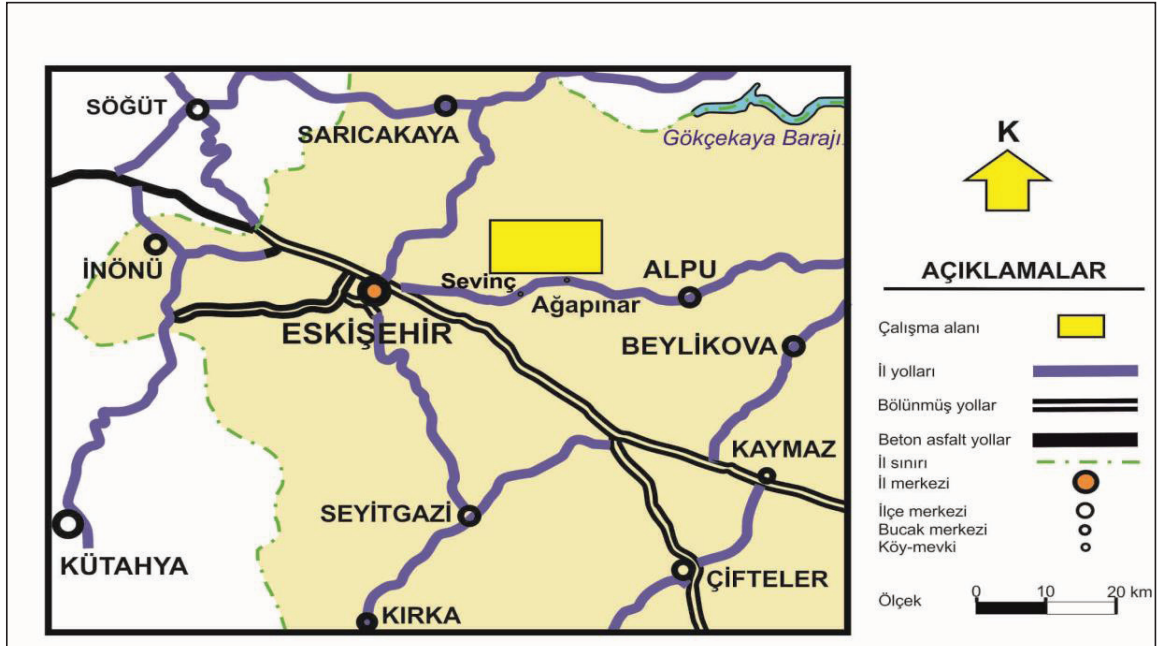 SÖĞÜT
SARICAKAYA
Gökçekaya Barajı
İNÖNÜ
Sevinç
ALPU
Ağapınar
ESKİŞEHİR
BEYLİKOVA
KAYMAZ
SEYİTGAZİ
KÜTAHYA
ÇİFTELER
KIRKA
K
AÇIKLAMALAR
Çalışma alanı
İl yolları
Bölünmüş yollar
Beton asfalt yollar
İl sınırı
İl merkezi
İlçe merkezi
Bucak merkezi
Köy-mevki
Ölçek 0 10 20 km